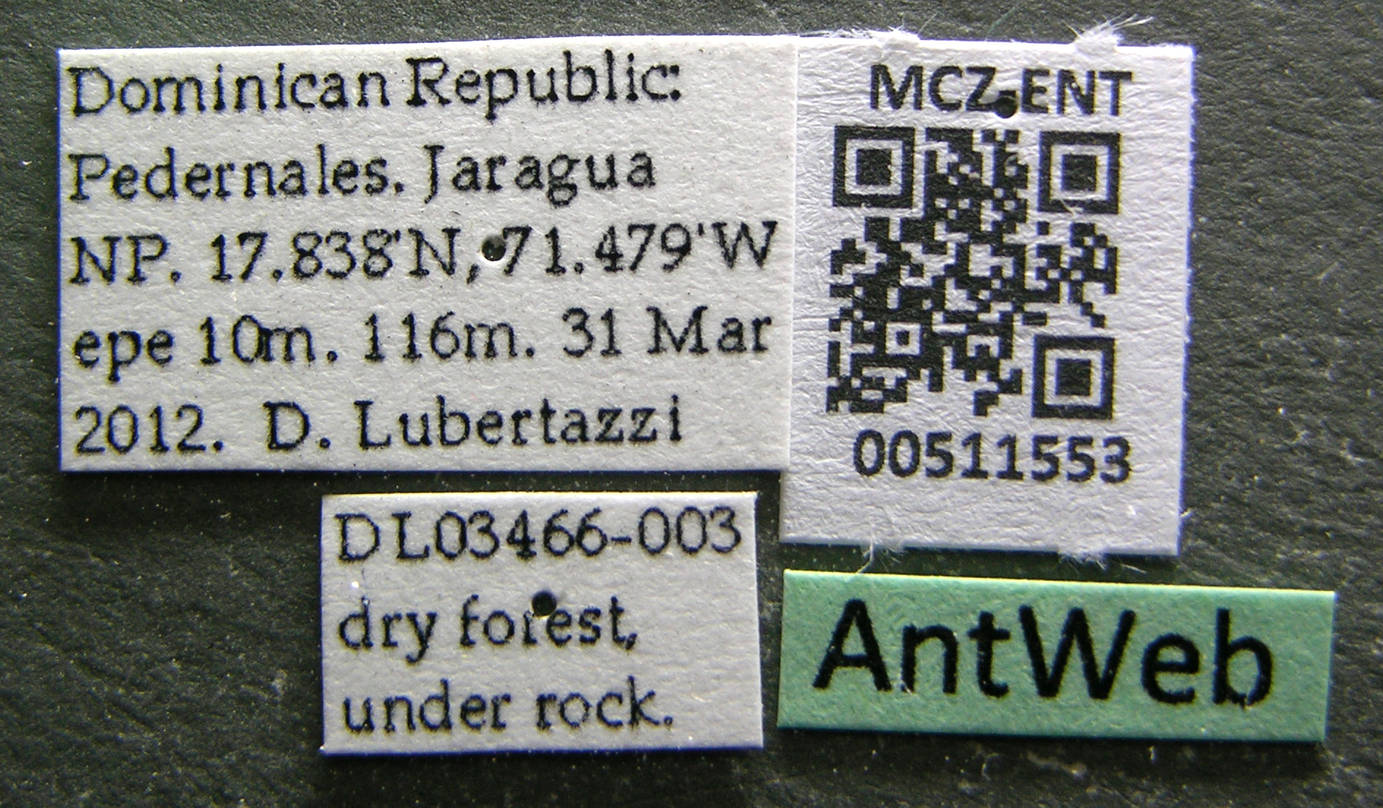 Dominican Republic:
Pedernales. Jaragua
NP. 17.838'N, 71.479'W
epe 10m. 116m. 31 Mar
2012. D. Lubertazzi
MCZ-ENT
00511553
DL03466-003
dry forest,
under rock.
AntWeb